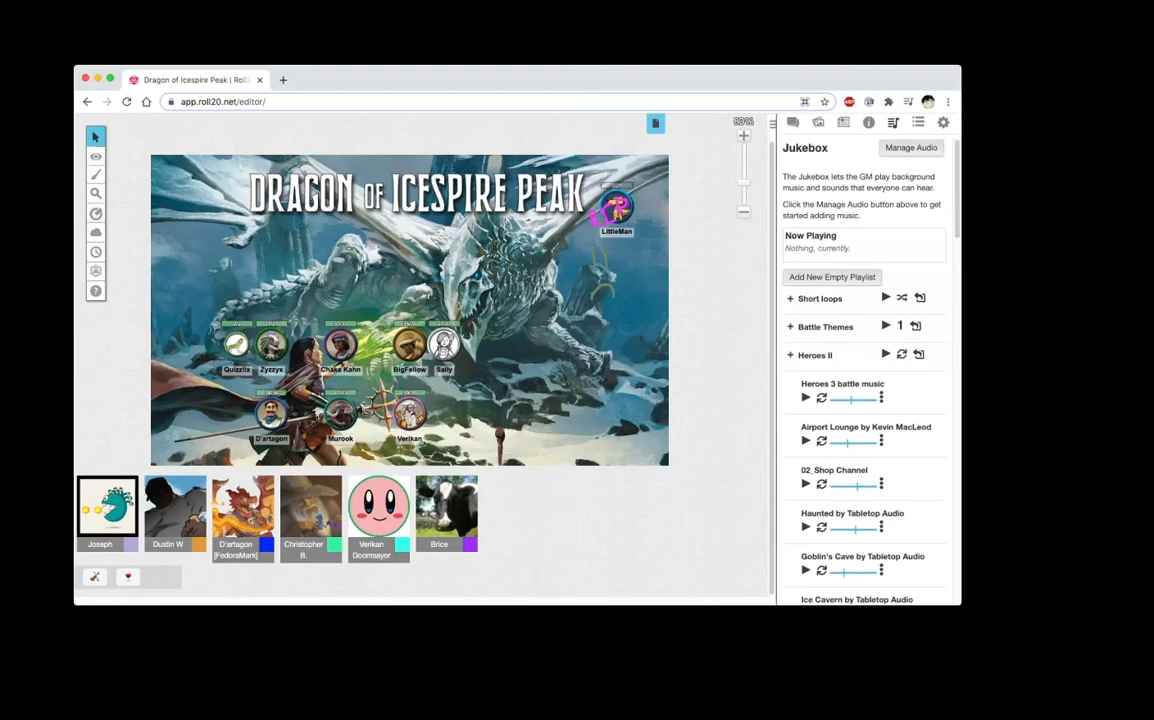 Dragon of Icespire Peak | Roll2
app.roll20.net/editor/
ABP
80%
DRAGON OF ICESPIRE PEAK
LittleMan
Quizzlix
Zyzzyx
Chaka Kahn
BigFellow
Sally
D'artagon
Murook
Verikan
Joseph
Dustin W
D'artagon
[FedoraMark]
Christopher
B.
Verikan
Doomsayer
Brice
Jukebox
Manage Audio
The Jukebox lets the GM play background
music and sounds that everyone can hear.
Click the Manage Audio button above to get
started adding music.
Now Playing
Nothing, currently.
Add New Empty Playlist
+ Short loops
+ Battle Themes
1
+ Heroes II
Heroes 3 battle music
Airport Lounge by Kevin MacLeod
02_Shop Channel
Haunted by Tabletop Audio
Goblin's Cave by Tabletop Audio
Ice Cavern by Tabletop Audio